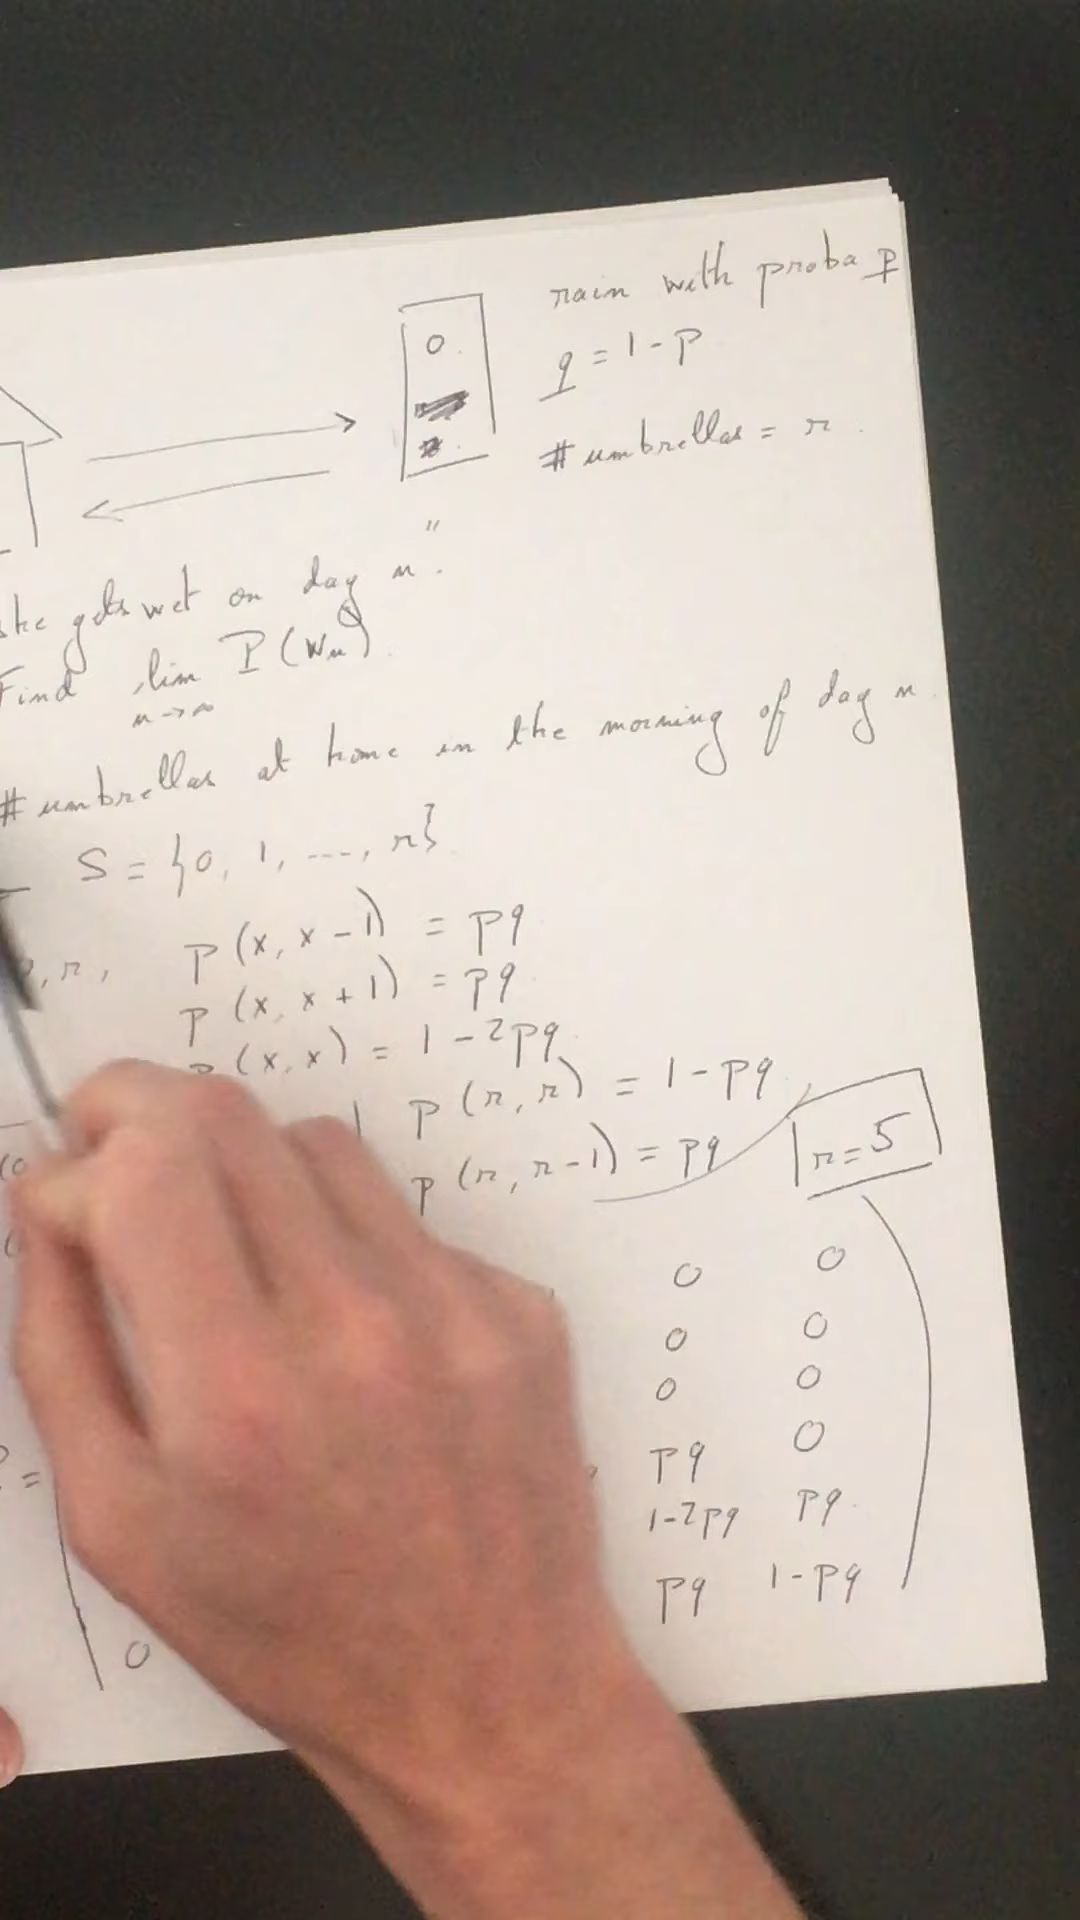 rain with proba p
q = 1 - p
# umbrellas = r
she gets wet on day n".
Find lim P(Wn)
n → ∞
# umbrellas at home in the morning of day n
S = {0, 1, ..., r}
, r, p(x, x-1) = pq
p(x, x+1) = pq
p(x, x) = 1 - 2pq
p(r, r) = 1 - pq
p(r, r-1) = pq
r = 5
0 0
0 0
0 0
pq 0
=
1-2pq pq
pq 1-pq
0